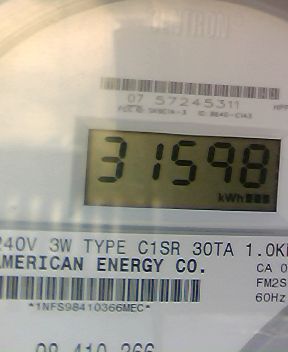 07 57245311
31598
kWh
240V 3W TYPE C1SR 30TA 1.0K
AMERICAN ENERGY CO.
CA 0
FM2S
60Hz
*1NFS98410366MEC*